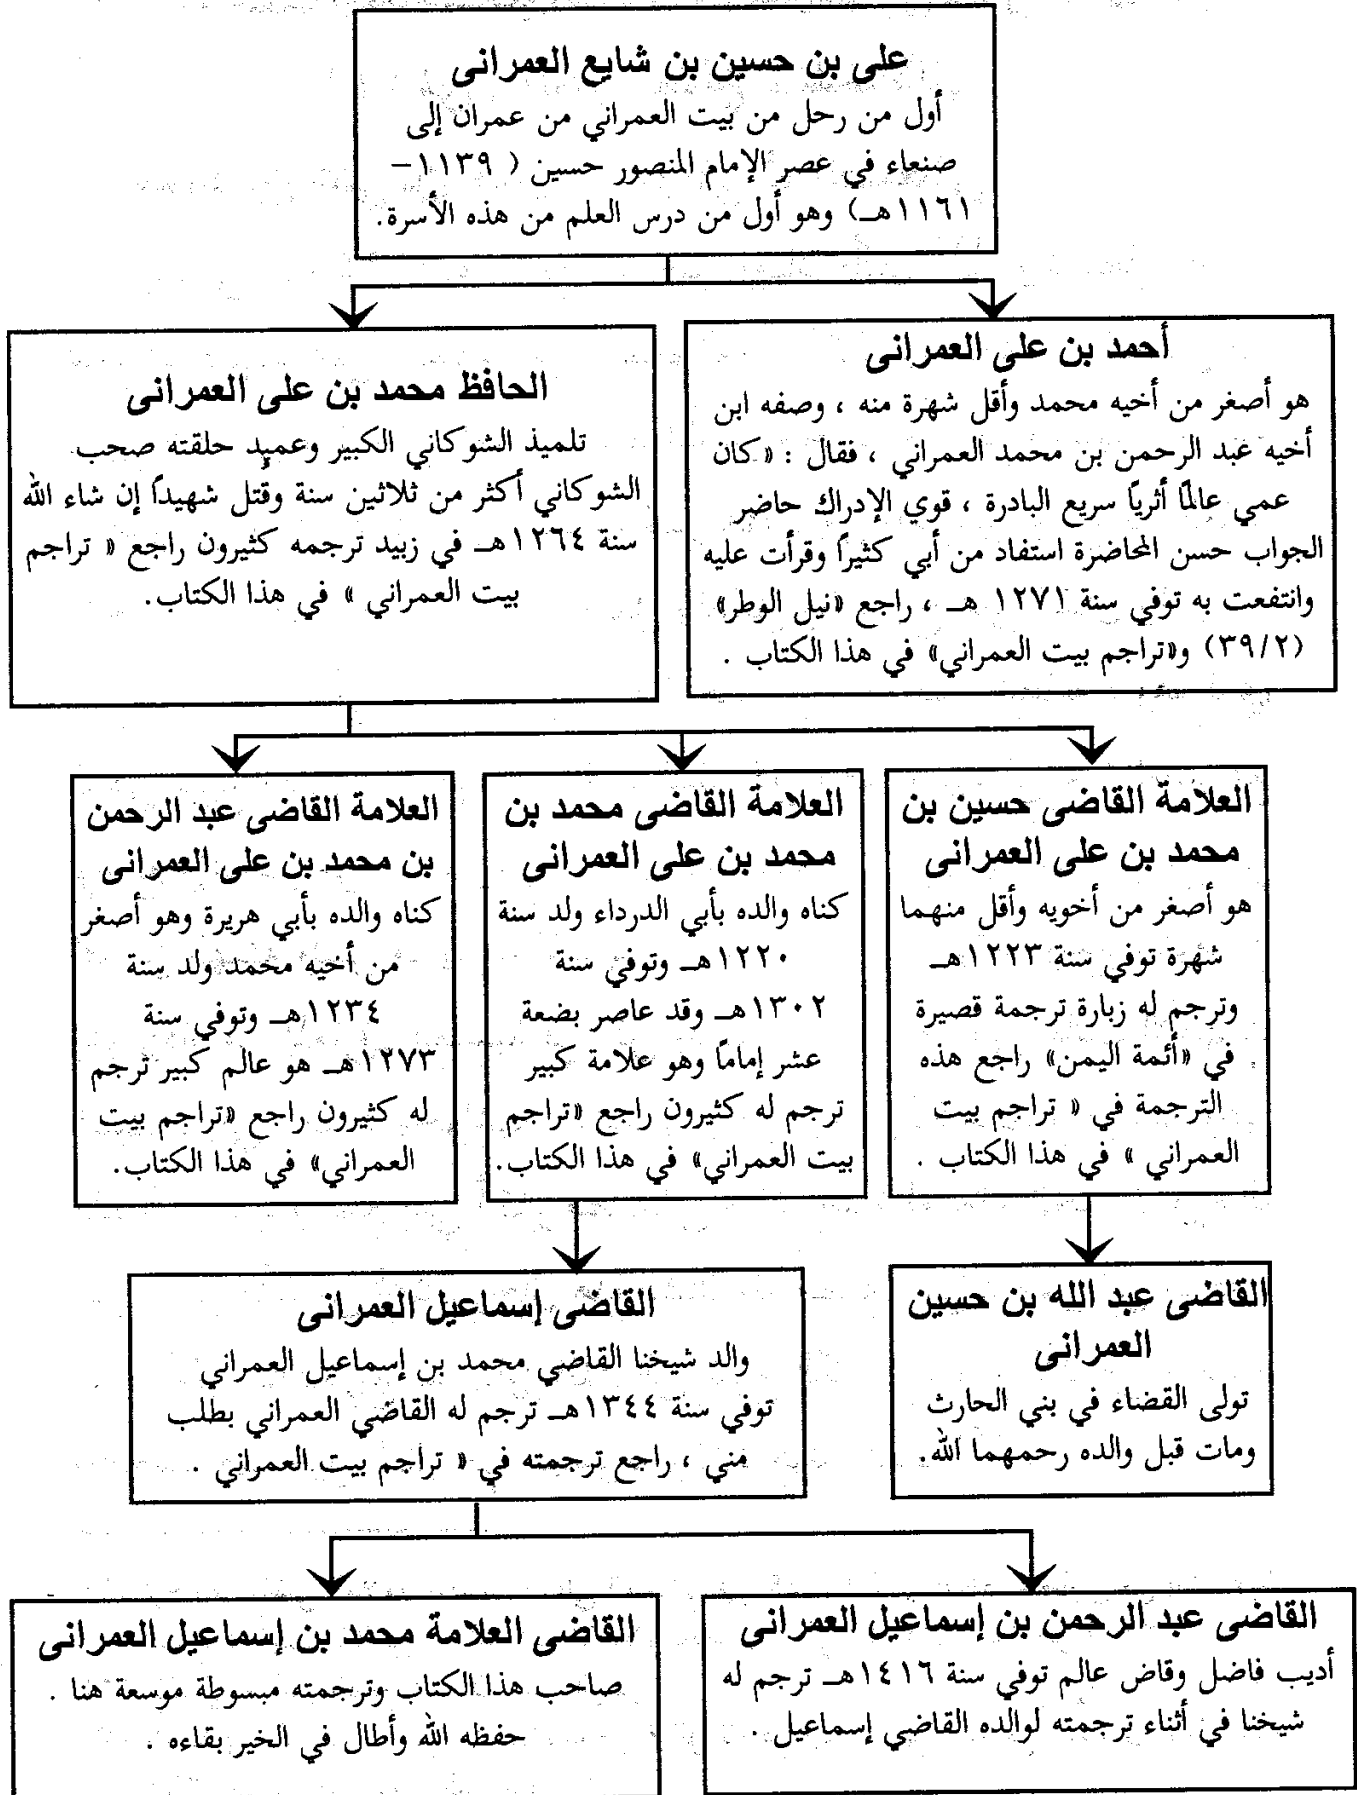 على بن حسين بن شايع العمرانى
أول من رحل من بيت العمراني من عمران إلى
صنعاء في عصر الإمام المنصور حسين ( ١١٣٩–
١١٦١هـ) وهو أول من درس العلم من هذه الأسرة.
أحمد بن على العمرانى
هو أصغر من أخيه محمد وأقل شهرة منه ، وصفه ابن
أخيه عبد الرحمن بن محمد العمراني ، فقال : «كان
عمي عالمًا أثريًا سريع البادرة ، قوي الإدراك حاضر
الجواب حسن المحاضرة استفاد من أبي كثيرًا وقرأت عليه
وانتفعت به توفي سنة ١٢٧١ هـ ، راجع «نيل الوطر»
(٣٩/٢) و«تراجم بيت العمراني» في هذا الكتاب .
الحافظ محمد بن على العمرانى
تلميذ الشوكاني الكبير وعميد حلقته صحب
الشوكاني أكثر من ثلاثين سنة وقتل شهيدًا إن شاء الله
سنة ١٢٦٤هـ في زبيد ترجمه كثيرون راجع « تراجم
بيت العمراني » في هذا الكتاب.
العلامة القاضى حسين بن
محمد بن على العمرانى
هو أصغر من أخويه وأقل منهما
شهرة توفي سنة ١٢٢٣هـ
وترجم له زبارة ترجمة قصيرة
في «أئمة اليمن» راجع هذه
الترجمة في « تراجم بيت
العمراني » في هذا الكتاب .
العلامة القاضى محمد بن
محمد بن على العمرانى
كناه والده بأبي الدرداء ولد سنة
١٢٢٠هـ وتوفي سنة
١٣٠٢هـ وقد عاصر بضعة
عشر إمامًا وهو علامة كبير
ترجم له كثيرون راجع «تراجم
بيت العمراني» في هذا الكتاب.
العلامة القاضى عبد الرحمن
بن محمد بن على العمرانى
كناه والده بأبي هريرة وهو أصغر
من أخيه محمد ولد سنة
١٢٣٤هـ وتوفي سنة
١٢٧٣هـ هو عالم كبير ترجم
له كثيرون راجع «تراجم بيت
العمراني» في هذا الكتاب.
القاضى عبد الله بن حسين
العمرانى
تولى القضاء في بني الحارث
ومات قبل والده رحمهما الله.
القاضى إسماعيل العمرانى
والد شيخنا القاضي محمد بن إسماعيل العمراني
توفي سنة ١٣٤٤هـ ترجم له القاضي العمراني بطلب
مني ، راجع ترجمته في « تراجم بيت العمراني .
القاضى عبد الرحمن بن إسماعيل العمرانى
أديب فاضل وقاض عالم توفي سنة ١٤١٦هـ ترجم له
شيخنا في أثناء ترجمته لوالده القاضي إسماعيل .
القاضى العلامة محمد بن إسماعيل العمرانى
صاحب هذا الكتاب وترجمته مبسوطة موسعة هنا .
حفظه الله وأطال في الخير بقاءه .